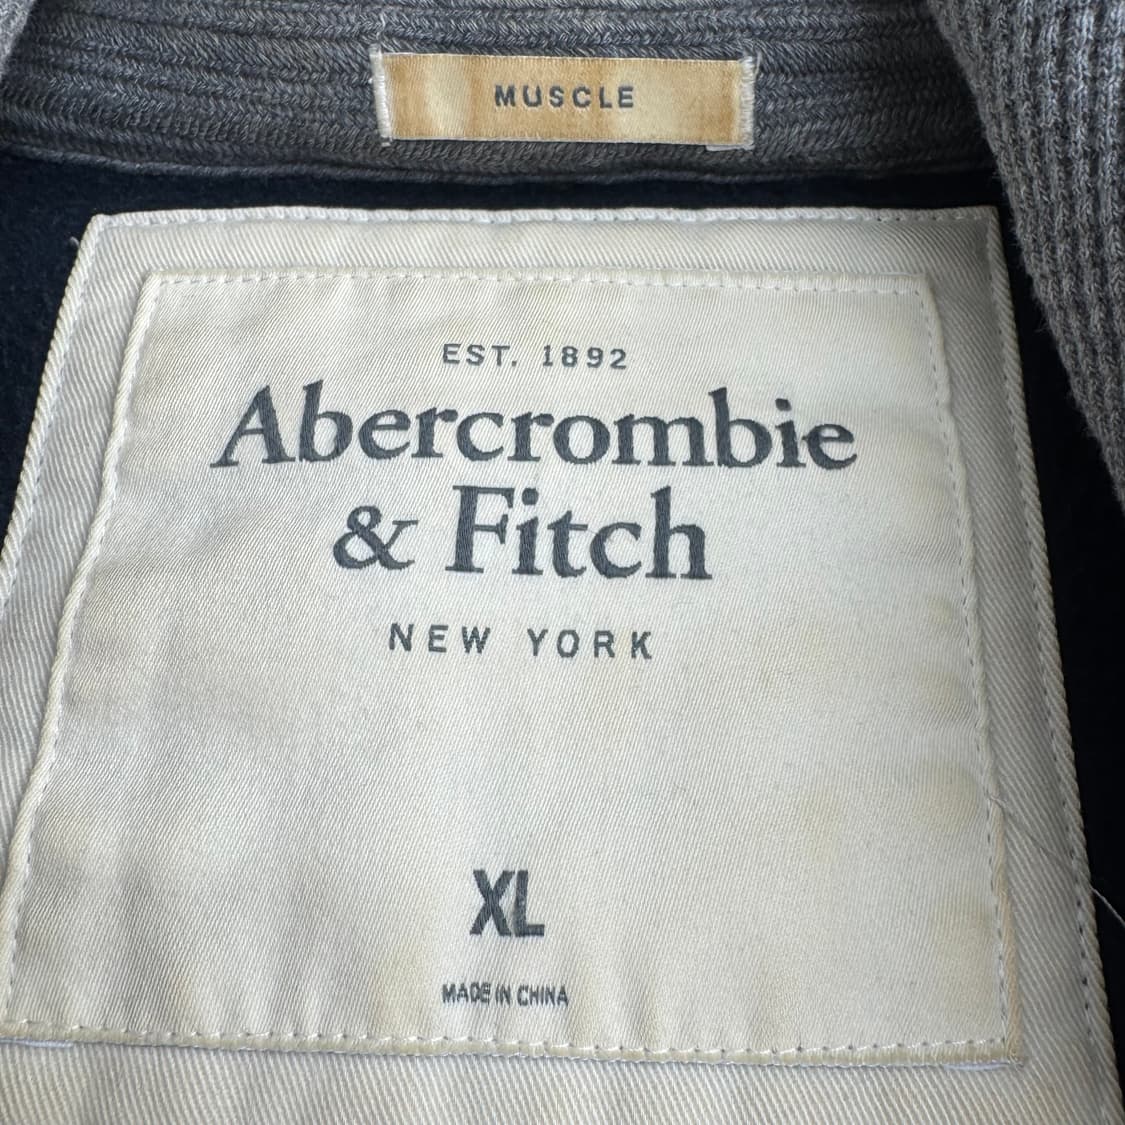 MUSCLE
EST. 1892
Abercrombie
& Fitch
NEW YORK
XL
MADE IN CHINA